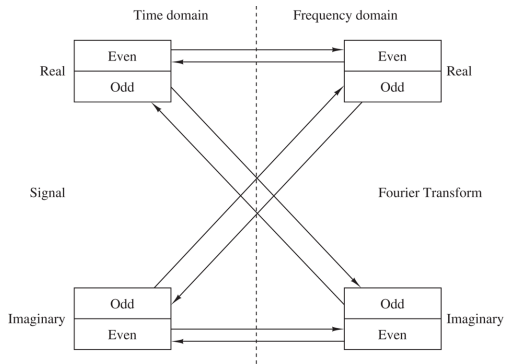 Time domain Frequency domain
Even Even
Real Real
Odd Odd
Signal Fourier Transform
Odd Odd
Imaginary Imaginary
Even Even